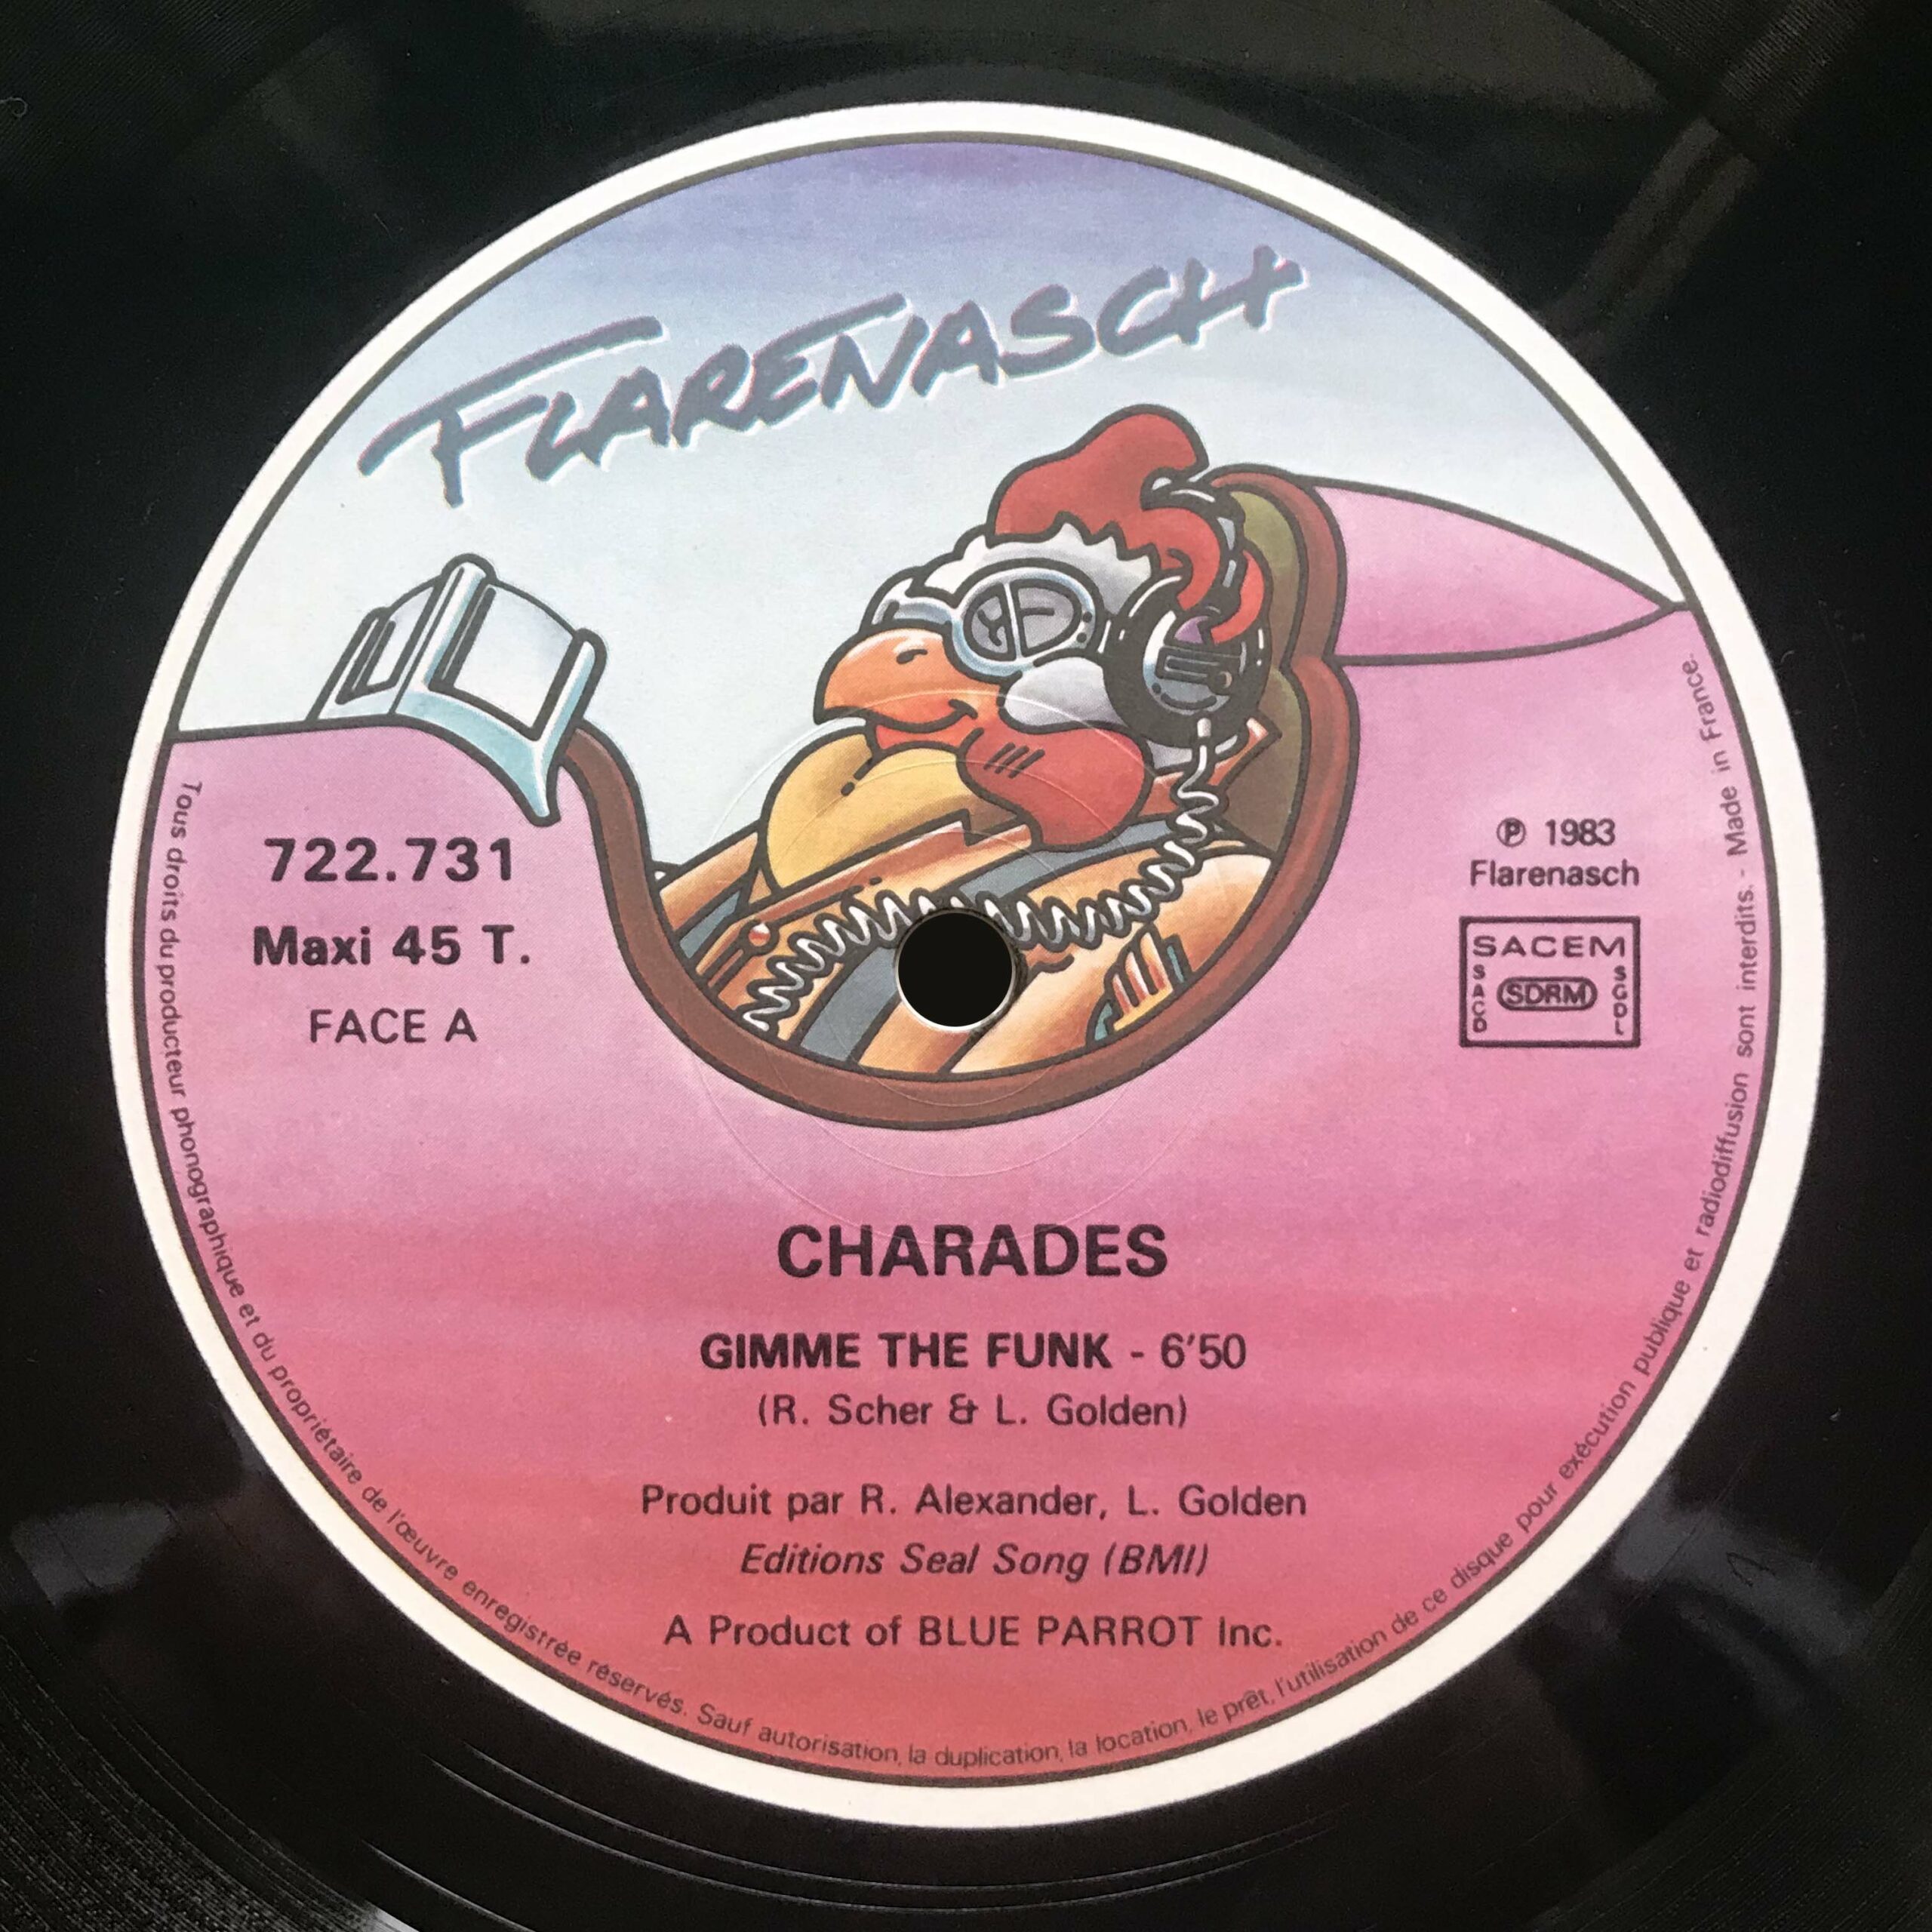 FLARENASCH
722.731
Maxi 45 T.
FACE A
℗ 1983
Flarenasch
SACEM
SACD
SDRM
SGDL
CHARADES
GIMME THE FUNK - 6'50
(R. Scher & L. Golden)
Produit par R. Alexander, L. Golden
Editions Seal Song (BMI)
A Product of BLUE PARROT Inc.
Tous droits du producteur phonographique et du propriétaire de l'œuvre enregistrée réservés. Sauf autorisation, la duplication, la location, le prêt, l'utilisation de ce disque pour exécution publique et radiodiffusion sont interdits. - Made in France.